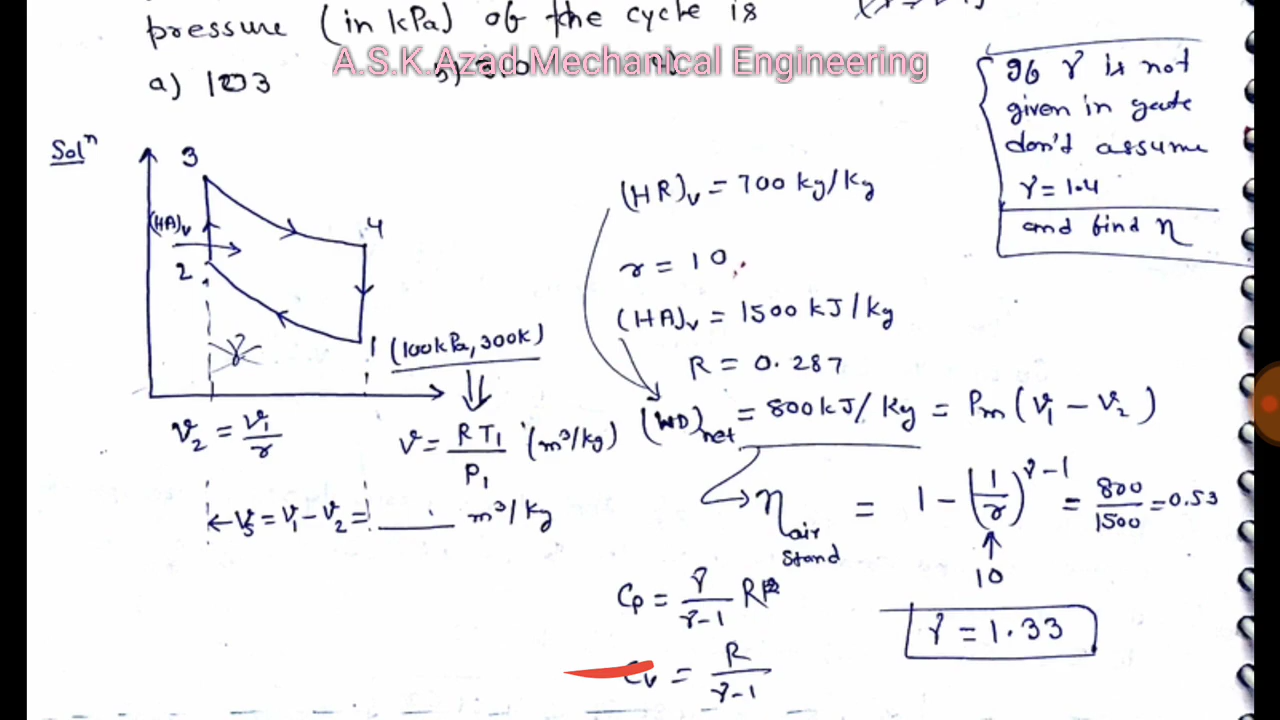 pressure (in kPa) of the cycle is
A.S.K.Azad Mechanical Engineering
a) 103
If γ is not
given in gate
don't assume
γ = 1.4
and find η
Solⁿ
3
(HA)v
4
2
γ
1 (100kPa, 300k)
v₂ = v₁/r
v = RT₁/P₁ (m³/kg)
← vs = v₁ - v₂ = ____ m³/kg
(HR)v = 700 kg/kg
r = 10
(HA)v = 1500 kJ/kg
R = 0.287
(WD)net = 800 kJ/kg = Pm (v₁ - v₂)
η air stand = 1 - (1/r)^γ-1 = 800/1500 = 0.53
10
Cp = γ/γ-1 R
γ = 1.33
Cv = R/γ-1